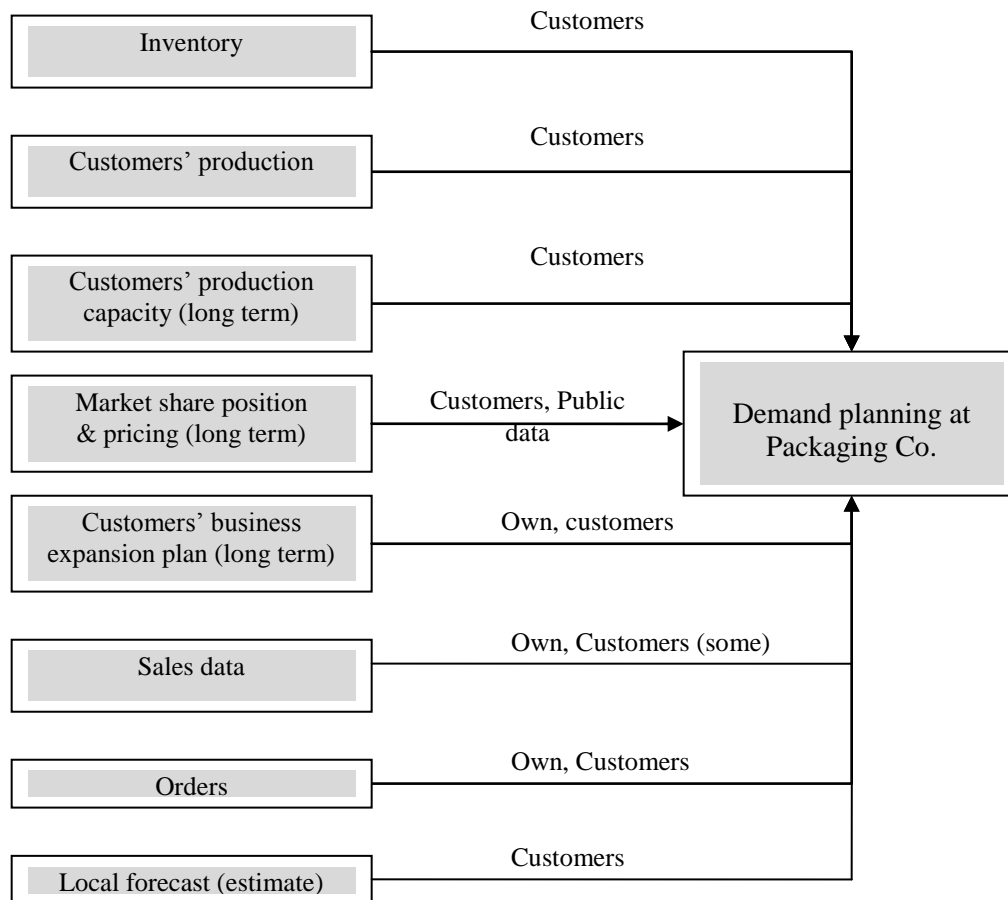 Inventory
Customers
Customers’ production
Customers
Customers’ production
capacity (long term)
Customers
Market share position
& pricing (long term)
Customers, Public
data
Demand planning at
Packaging Co.
Customers’ business
expansion plan (long term)
Own, customers
Sales data
Own, Customers (some)
Orders
Own, Customers
Local forecast (estimate)
Customers